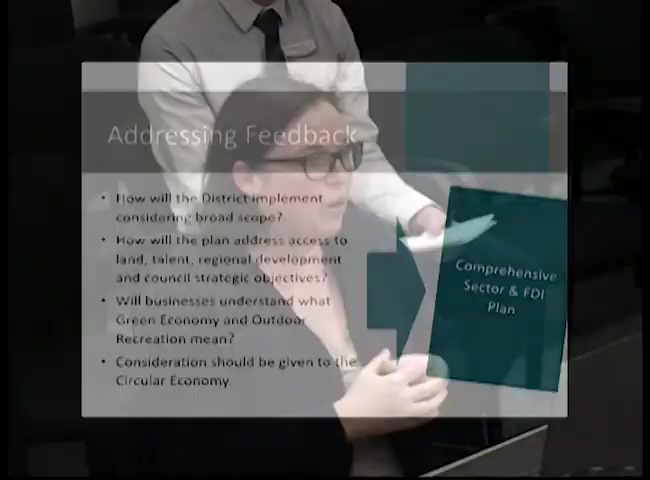 Addressing Feedback
• How will the District implement
considering broad scope?
• How will the plan address access to
land, talent, regional development
and council strategic objectives?
• Will businesses understand what
Green Economy and Outdoor
Recreation mean?
• Consideration should be given to the
Circular Economy
Comprehensive
Sector & FDI
Plan